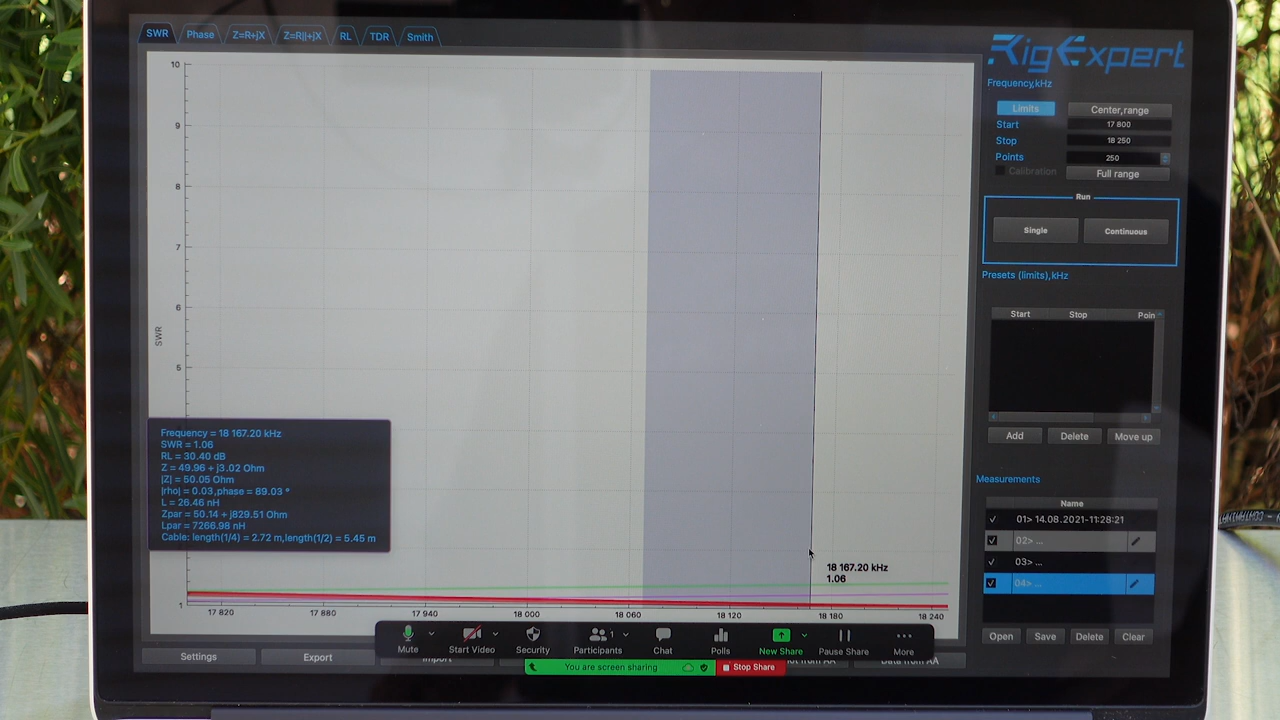 SWR Phase Z=R+jX Z=R||+jX RL TDR Smith
RigExpert
Frequency,kHz
Limits Center,range
Start 17 800
Stop 18 250
Points 250
Calibration Full range
Run
Single Continuous
Presets (limits),kHz
Start Stop Poin
Add Delete Move up
Measurements
Name
01> 14.08.2021-11:28:21
02> ...
03> ...
04> ...
Open Save Delete Clear
10
9
8
7
6
5
1
SWR
Frequency = 18 167.20 kHz
SWR = 1.06
RL = 30.40 dB
Z = 49.96 + j3.02 Ohm
|Z| = 50.05 Ohm
|rho| = 0.03,phase = 89.03 °
L = 26.46 nH
Zpar = 50.14 + j829.51 Ohm
Lpar = 7266.98 nH
Cable: length(1/4) = 2.72 m,length(1/2) = 5.45 m
18 167.20 kHz
1.06
17 820 17 880 17 940 18 000 18 060 18 120 18 180 18 240
Mute Start Video Security Participants 1 Chat Polls New Share Pause Share More
You are screen sharing Stop Share
Settings Export Import Data from AA